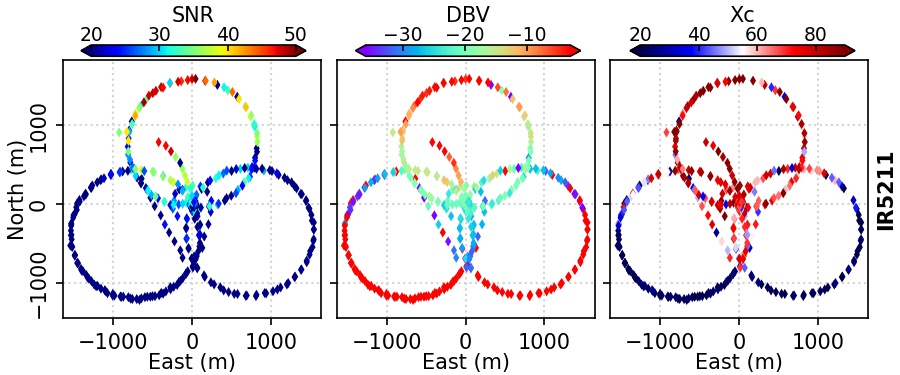 SNR DBV Xc
20 30 40 50 −30 −20 −10 20 40 60 80
1000
0
−1000
North (m)
IR5211
−1000 0 1000 −1000 0 1000 −1000 0 1000
East (m) East (m) East (m)